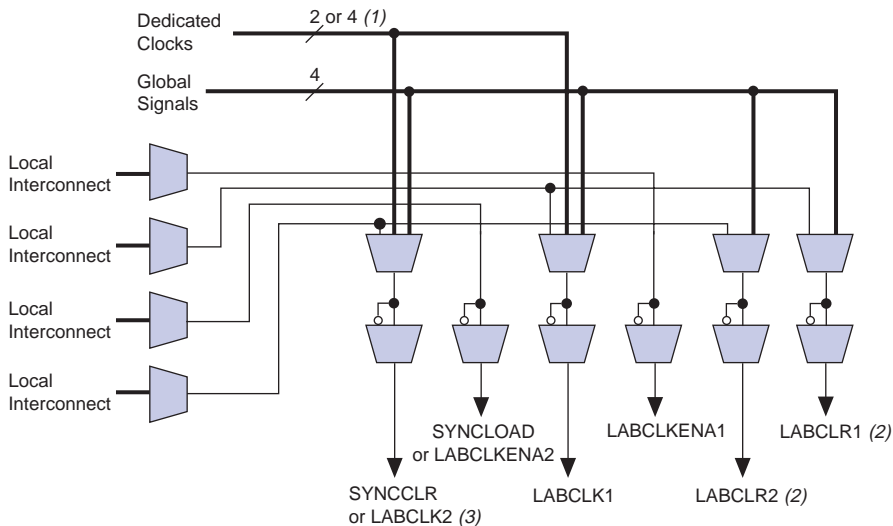 Dedicated
Clocks
2 or 4 (1)
Global
Signals
4
Local
Interconnect
Local
Interconnect
Local
Interconnect
Local
Interconnect
SYNCLOAD
or LABCLKENA2
LABCLKENA1
LABCLR1 (2)
SYNCCLR
or LABCLK2 (3)
LABCLK1
LABCLR2 (2)